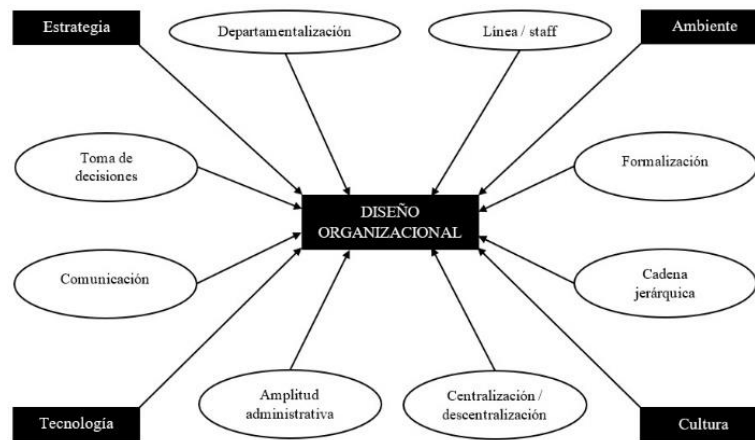 Estrategia
Departamentalización
Línea / staff
Ambiente
Toma de
decisiones
Formalización
DISEÑO
ORGANIZACIONAL
Comunicación
Cadena
jerárquica
Tecnología
Amplitud
administrativa
Centralización /
descentralización
Cultura